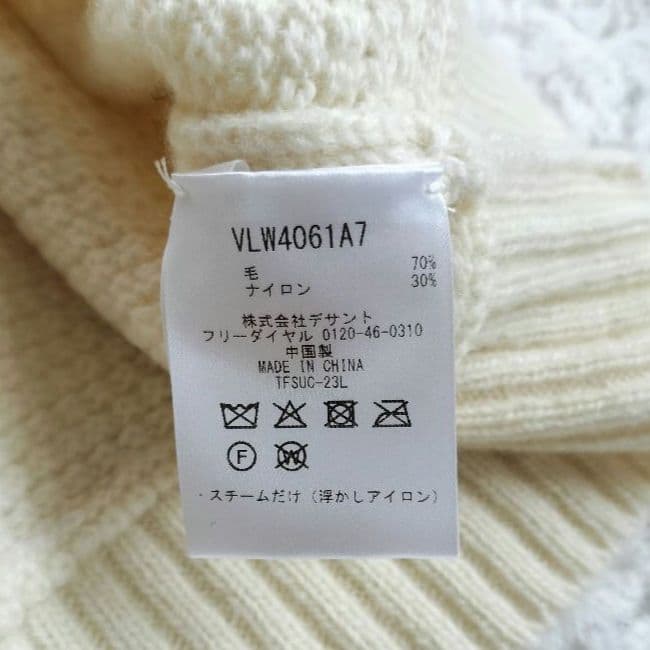 VLW4061A7
毛 70%
ナイロン 30%
株式会社デサント
フリーダイヤル 0120-46-0310
中国製
MADE IN CHINA
TFSUC-23L
F W
・スチームだけ（浮かしアイロン）